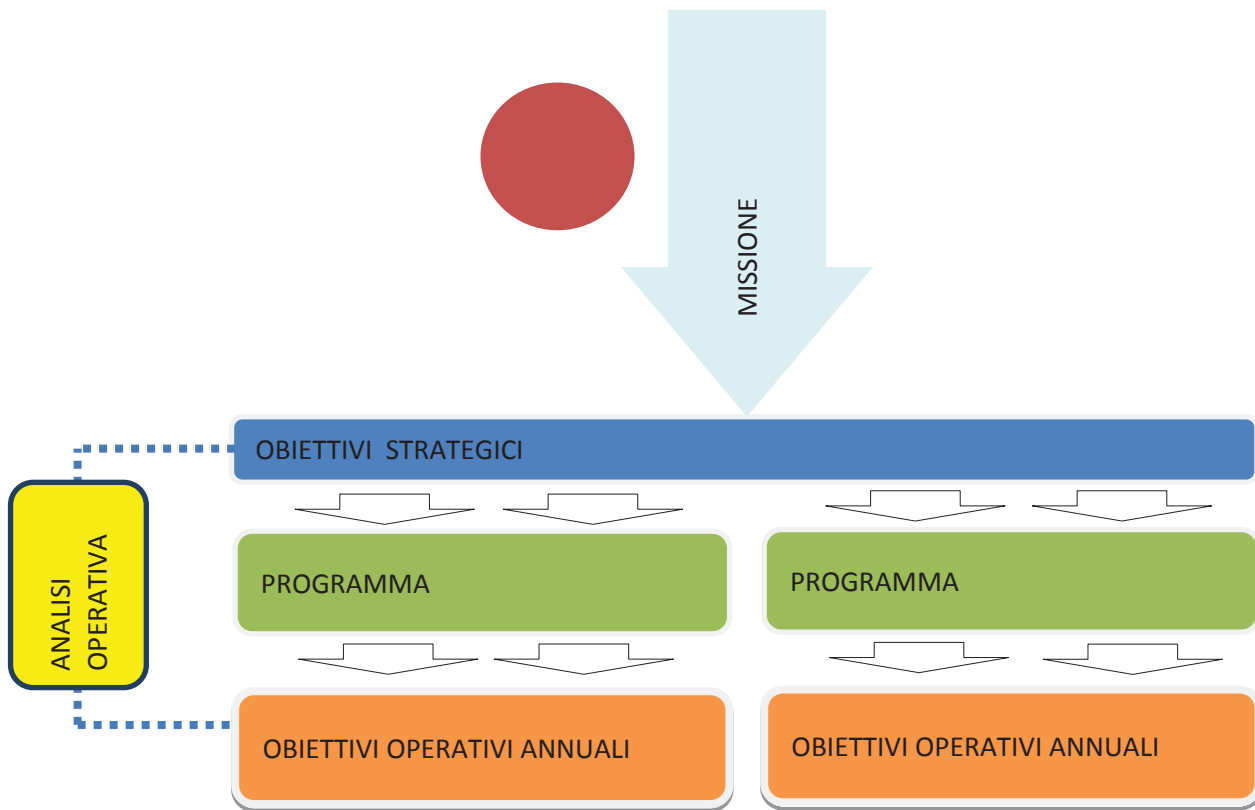 MISSIONE
OBIETTIVI  STRATEGICI
ANALISI
OPERATIVA
PROGRAMMA
PROGRAMMA
OBIETTIVI OPERATIVI ANNUALI
OBIETTIVI OPERATIVI ANNUALI